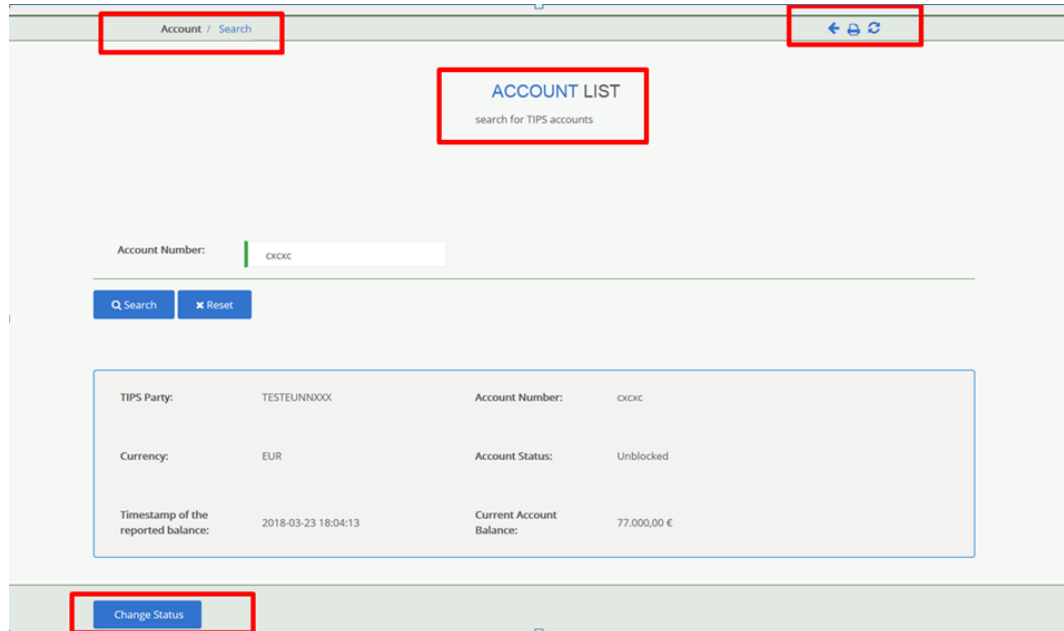 Account / Search
ACCOUNT LIST
search for TIPS accounts
Account Number:
cxcxc
Search
Reset
TIPS Party:
TESTEUNNXXX
Account Number:
cxcxc
Currency:
EUR
Account Status:
Unblocked
Timestamp of the
reported balance:
2018-03-23 18:04:13
Current Account
Balance:
77.000,00 €
Change Status